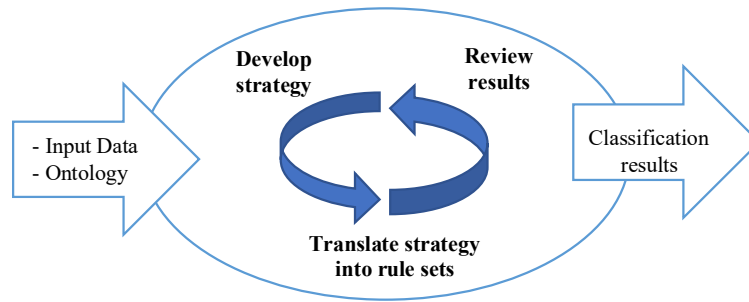 Develop
strategy
Review
results
- Input Data
- Ontology
Classification
results
Translate strategy
into rule sets